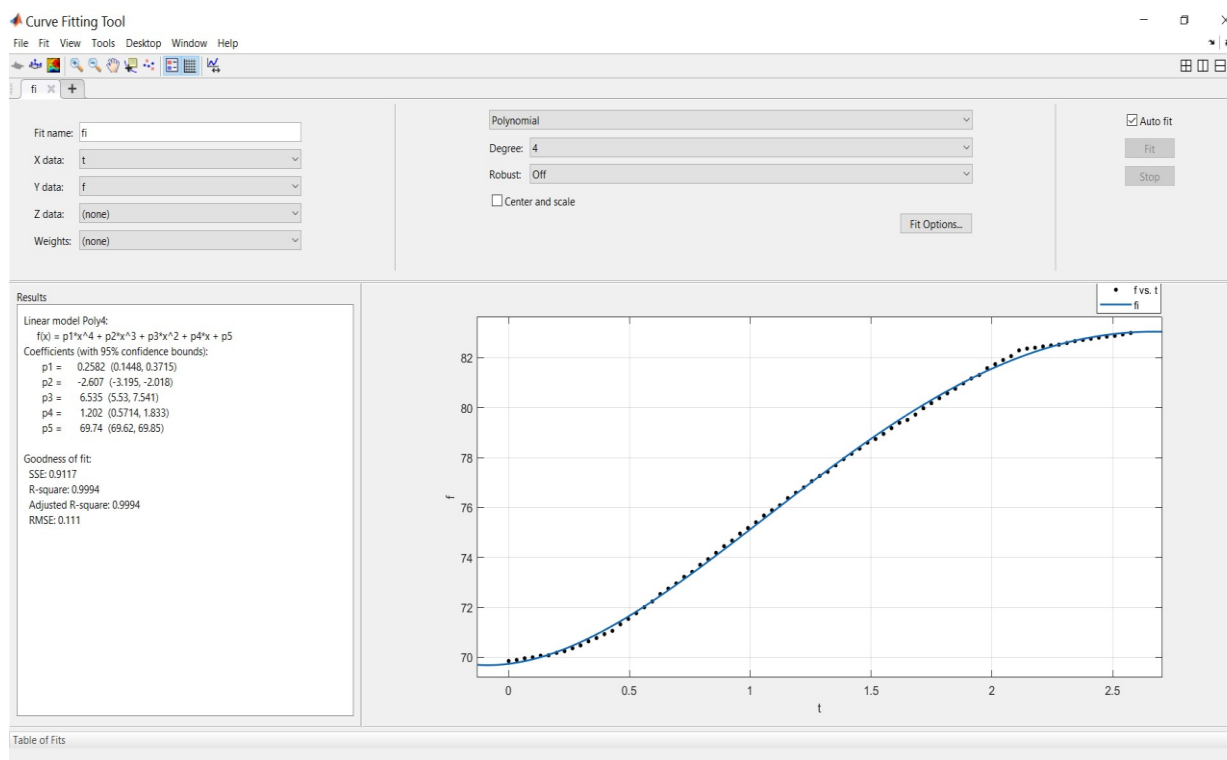 Curve Fitting Tool
File Fit View Tools Desktop Window Help
fi
Fit name: fi
X data: t
Y data: f
Z data: (none)
Weights: (none)
Polynomial
Degree: 4
Robust: Off
Center and scale
Fit Options...
Auto fit
Fit
Stop
Results
Linear model Poly4:
f(x) = p1*x^4 + p2*x^3 + p3*x^2 + p4*x + p5
Coefficients (with 95% confidence bounds):
p1 = 0.2582 (0.1448, 0.3715)
p2 = -2.607 (-3.195, -2.018)
p3 = 6.535 (5.53, 7.541)
p4 = 1.202 (0.5714, 1.833)
p5 = 69.74 (69.62, 69.85)
Goodness of fit:
SSE: 0.9117
R-square: 0.9994
Adjusted R-square: 0.9994
RMSE: 0.111
f vs. t
fi
82
80
78
76
74
72
70
f
0 0.5 1 1.5 2 2.5
t
Table of Fits